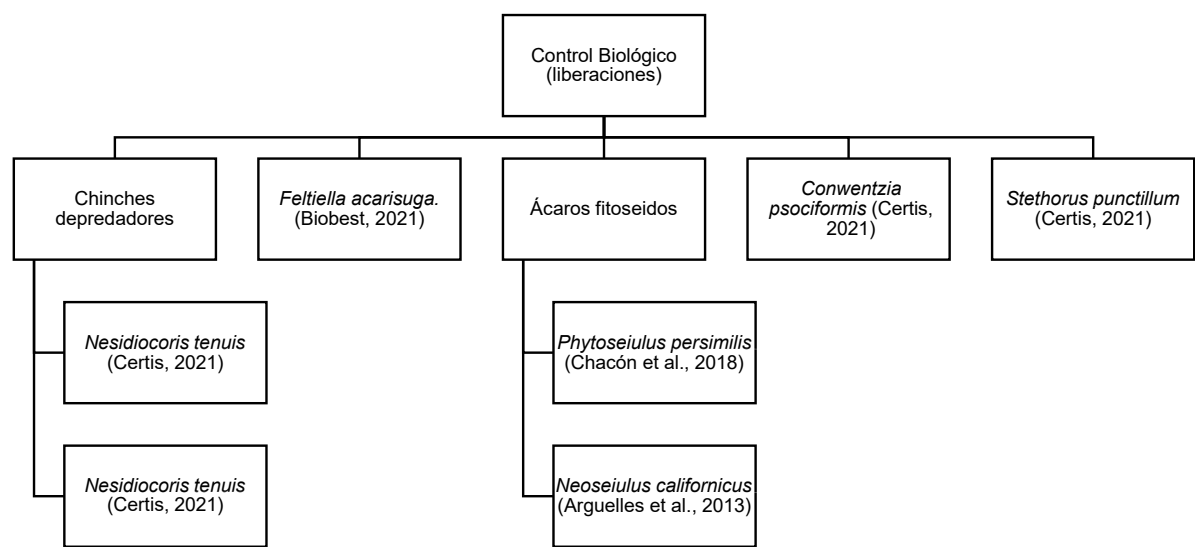 Control Biológico
(liberaciones)
Chinches
depredadores
Feltiella acarisuga.
(Biobest, 2021)
Ácaros fitoseidos
Conwentzia
psociformis (Certis,
2021)
Stethorus punctillum
(Certis, 2021)
Nesidiocoris tenuis
(Certis, 2021)
Phytoseiulus persimilis
(Chacón et al., 2018)
Nesidiocoris tenuis
(Certis, 2021)
Neoseiulus californicus
(Arguelles et al., 2013)